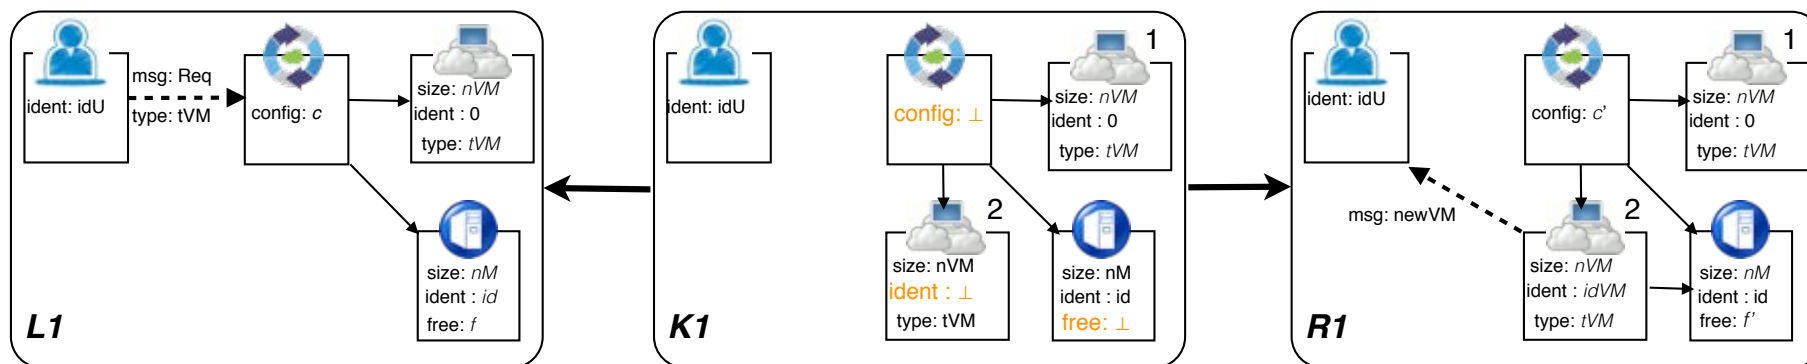 msg: Req
ident: idU
type: tVM
config: c
size: nVM
ident : 0
type: tVM
size: nM
ident : id
free: f
L1
ident: idU
config: ⊥
1
size: nVM
ident : 0
type: tVM
2
size: nVM
ident : ⊥
type: tVM
size: nM
ident : id
free: ⊥
K1
ident: idU
config: c'
1
size: nVM
ident : 0
type: tVM
msg: newVM
2
size: nVM
ident : idVM
type: tVM
size: nM
ident : id
free: f'
R1